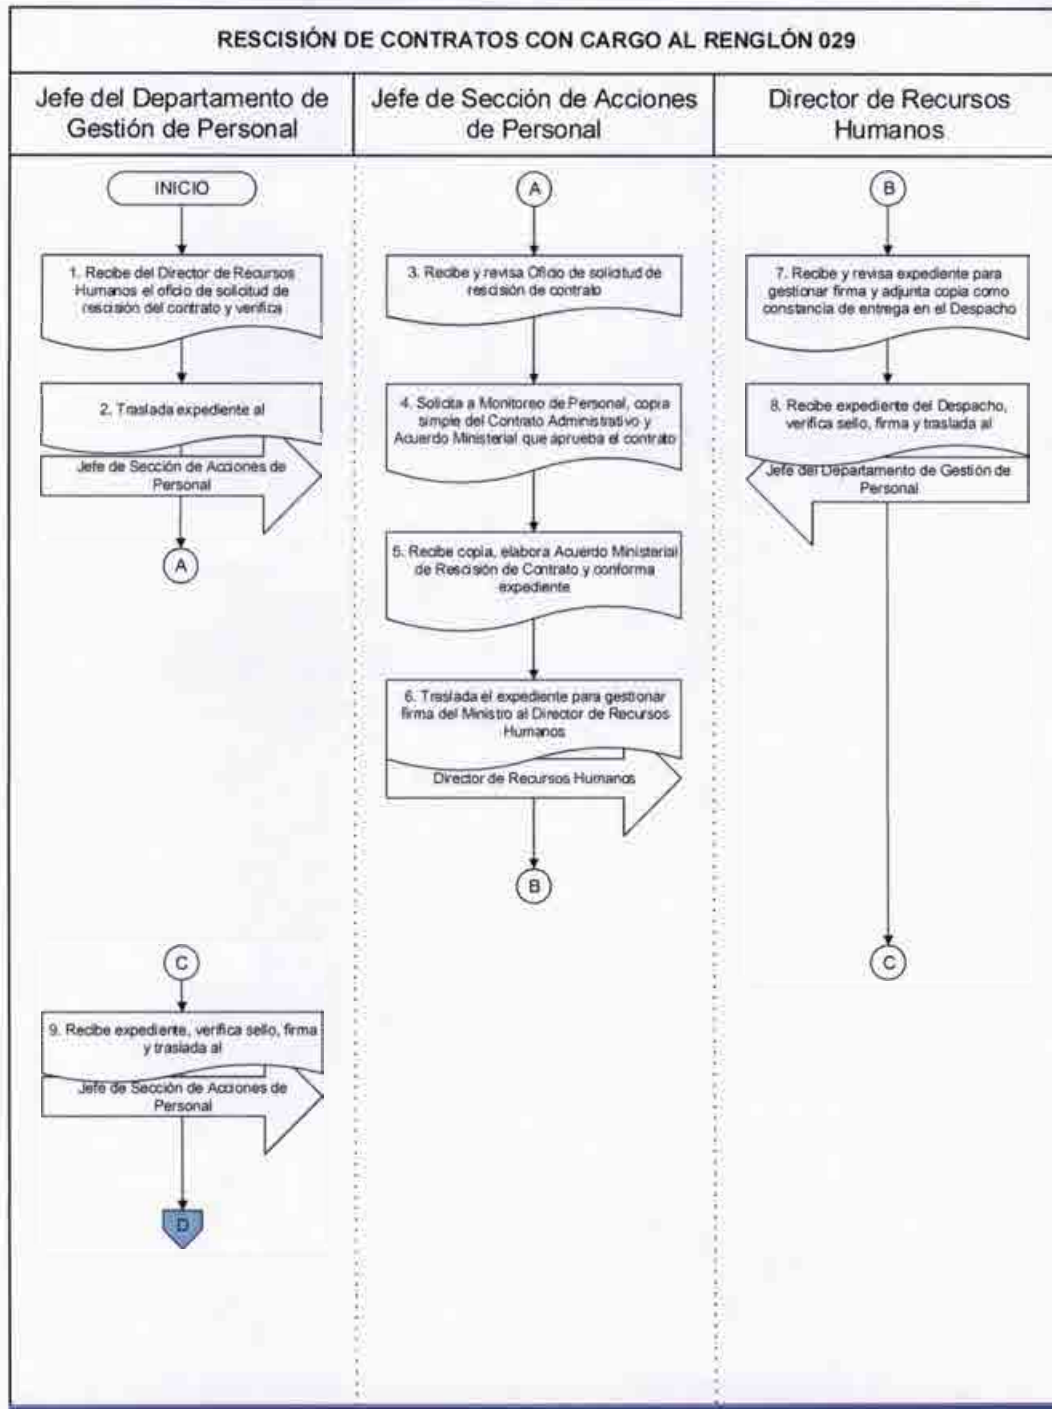 RESCISIÓN DE CONTRATOS CON CARGO AL RENGLÓN 029
Jefe del Departamento de
Gestión de Personal
Jefe de Sección de Acciones
de Personal
Director de Recursos
Humanos
INICIO
1. Recibe del Director de Recursos
Humanos el oficio de solicitud de
rescisión del contrato y verifica
2. Traslada expediente al
Jefe de Sección de Acciones de
Personal
A
A
3. Recibe y revisa Oficio de solicitud de
rescisión de contrato
4. Solicita a Monitoreo de Personal, copia
simple del Contrato Administrativo y
Acuerdo Ministerial que aprueba el contrato
5. Recibe copia, elabora Acuerdo Ministerial
de Rescisión de Contrato y conforma
expediente
6. Traslada el expediente para gestionar
firma del Ministro al Director de Recursos
Humanos
Director de Recursos Humanos
B
B
7. Recibe y revisa expediente para
gestionar firma y adjunta copia como
constancia de entrega en el Despacho
8. Recibe expediente del Despacho,
verifica sello, firma y traslada al
Jefe del Departamento de Gestión de
Personal
C
C
9. Recibe expediente, verifica sello, firma
y traslada al
Jefe de Sección de Acciones de
Personal
D